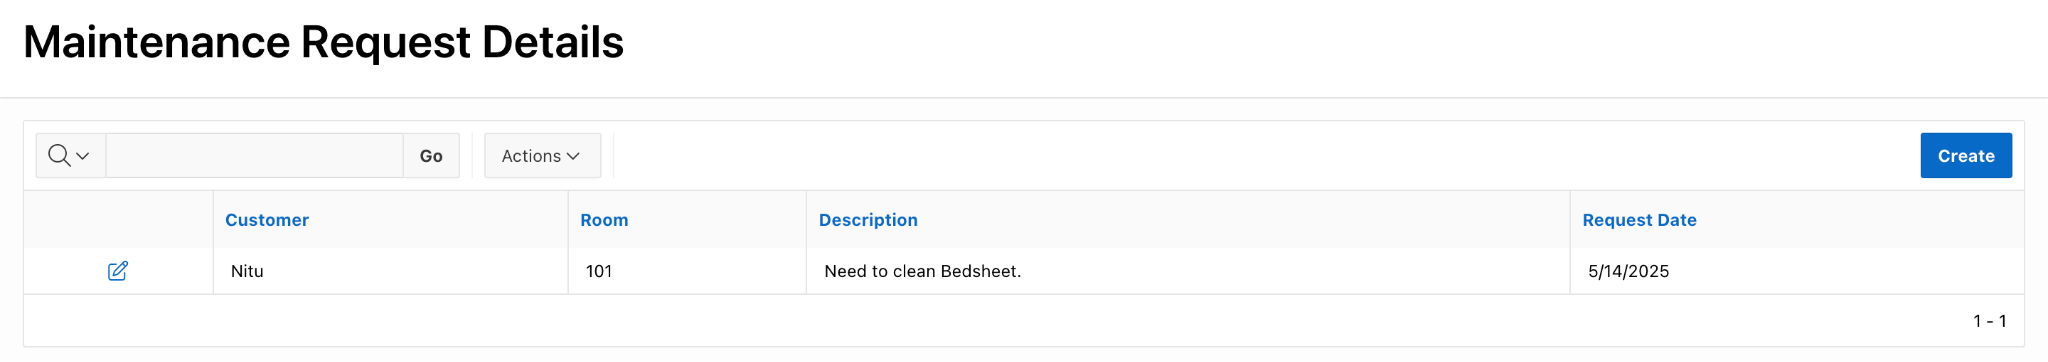 Maintenance Request Details
Go Actions Create
Customer Room Description Request Date
Nitu 101 Need to clean Bedsheet. 5/14/2025
1 - 1